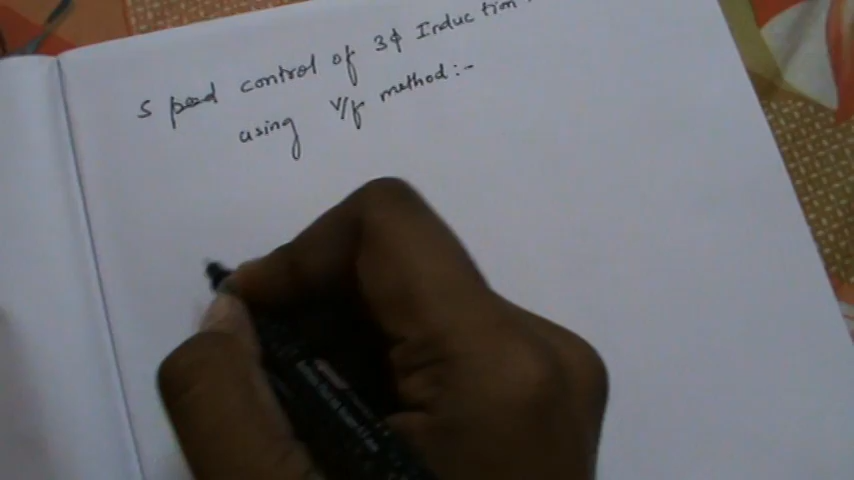 Speed control of 3ϕ Induction
using V/f method:-